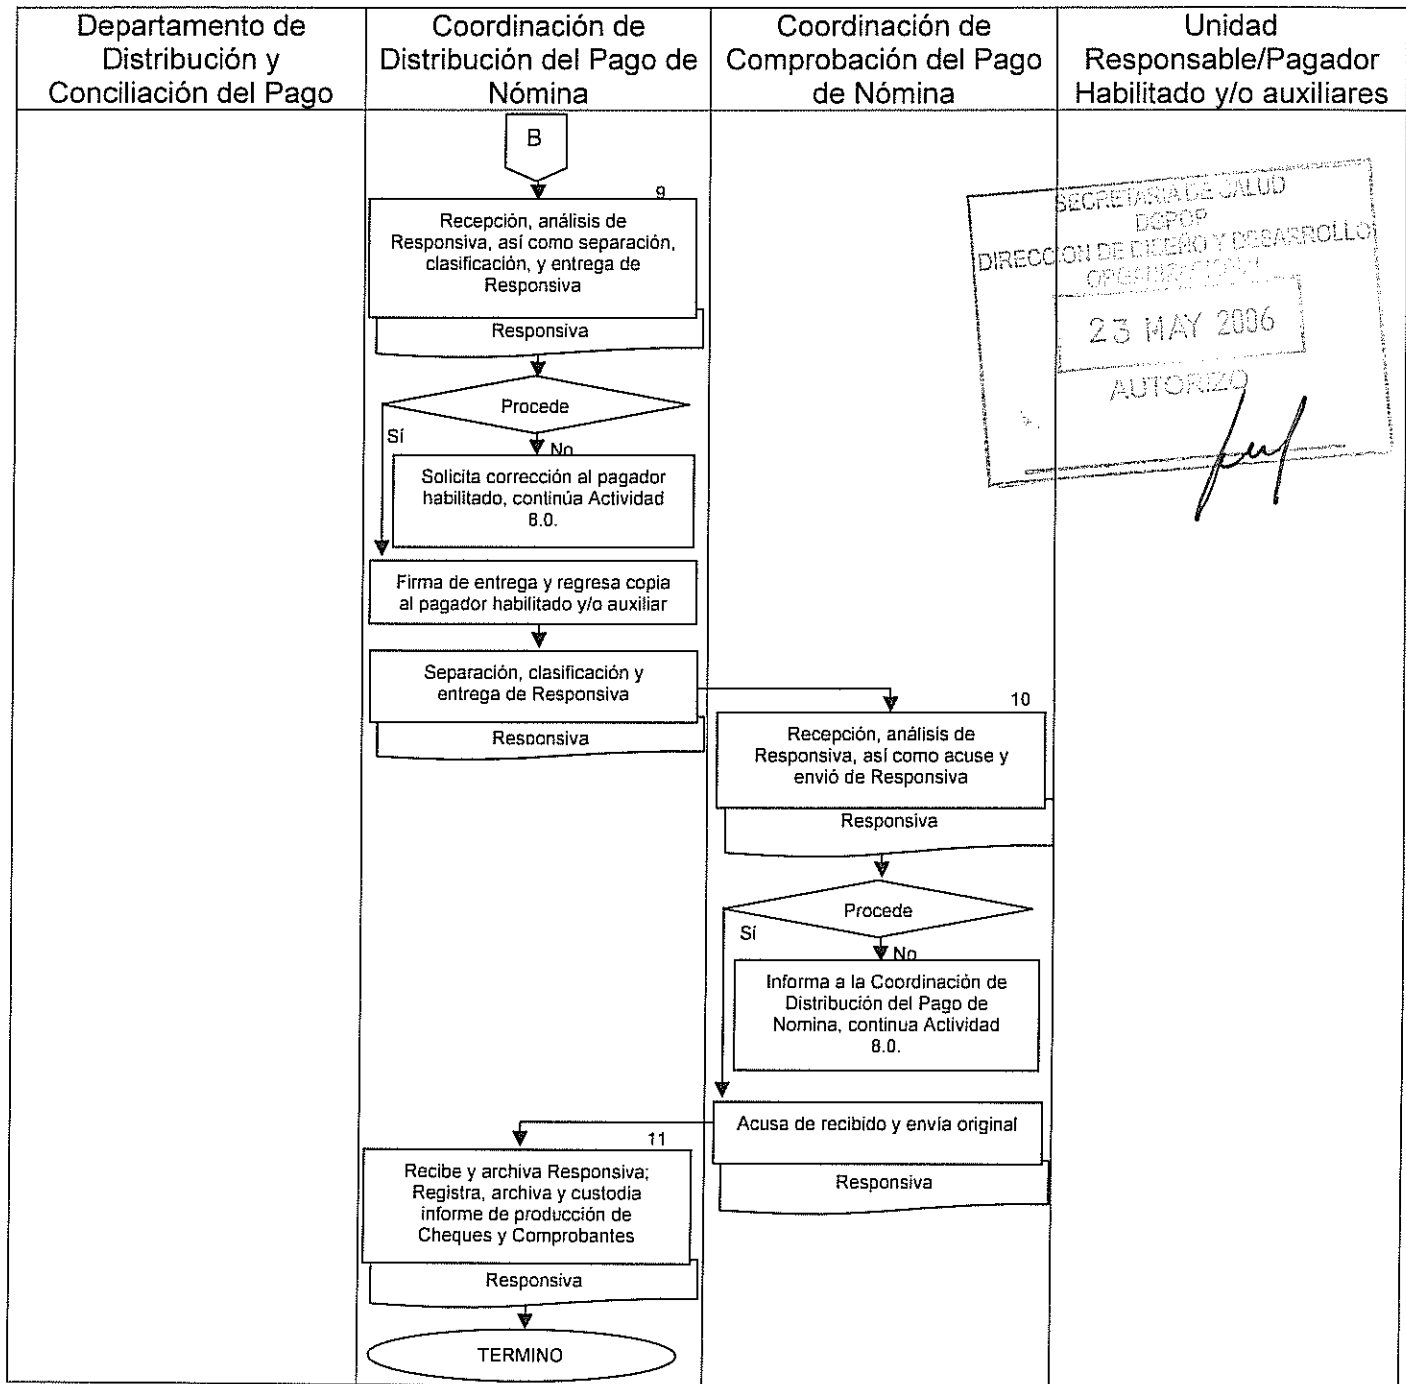 Departamento de
Distribución y
Conciliación del Pago
Coordinación de
Distribución del Pago de
Nómina
Coordinación de
Comprobación del Pago
de Nómina
Unidad
Responsable/Pagador
Habilitado y/o auxiliares
B
9
Recepción, análisis de
Responsiva, así como separación,
clasificación, y entrega de
Responsiva
Responsiva
Procede
Sí
No
Solicita corrección al pagador
habilitado, continúa Actividad
8.0.
Firma de entrega y regresa copia
al pagador habilitado y/o auxiliar
Separación, clasificación y
entrega de Responsiva
Responsiva
10
Recepción, análisis de
Responsiva, así como acuse y
envió de Responsiva
Responsiva
Procede
Sí
No
Informa a la Coordinación de
Distribución del Pago de
Nomina, continua Actividad
8.0.
Acusa de recibido y envía original
Responsiva
11
Recibe y archiva Responsiva;
Registra, archiva y custodia
informe de producción de
Cheques y Comprobantes
Responsiva
TERMINO
SECRETARIA DE SALUD
DGPOP
DIRECCION DE DISEÑO Y DESARROLLO
ORGANIZACIONAL
23 MAY 2006
AUTORIZO